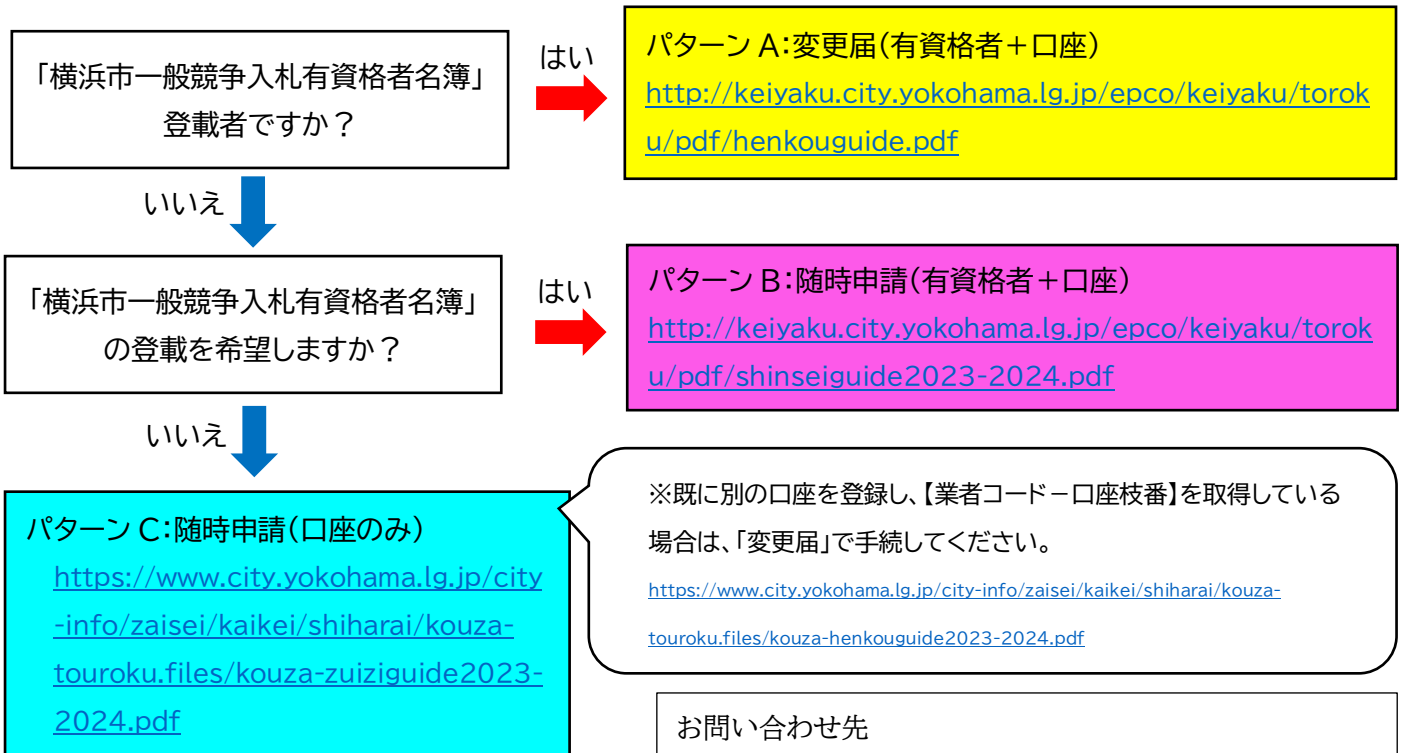 「横浜市一般競争入札有資格者名簿」
登載者ですか？
はい
パターン A：変更届（有資格者＋口座）
http://keiyaku.city.yokohama.lg.jp/epco/keiyaku/torok
u/pdf/henkouguide.pdf
いいえ
「横浜市一般競争入札有資格者名簿」
の登載を希望しますか？
はい
パターン B：随時申請（有資格者＋口座）
http://keiyaku.city.yokohama.lg.jp/epco/keiyaku/torok
u/pdf/shinseiguide2023-2024.pdf
いいえ
パターン C：随時申請（口座のみ）
https://www.city.yokohama.lg.jp/city
-info/zaisei/kaikei/shiharai/kouza-
touroku.files/kouza-zuiziguide2023-
2024.pdf
※既に別の口座を登録し、【業者コード－口座枝番】を取得している
場合は、「変更届」で手続してください。
https://www.city.yokohama.lg.jp/city-info/zaisei/kaikei/shiharai/kouza-
touroku.files/kouza-henkouguide2023-2024.pdf
お問い合わせ先